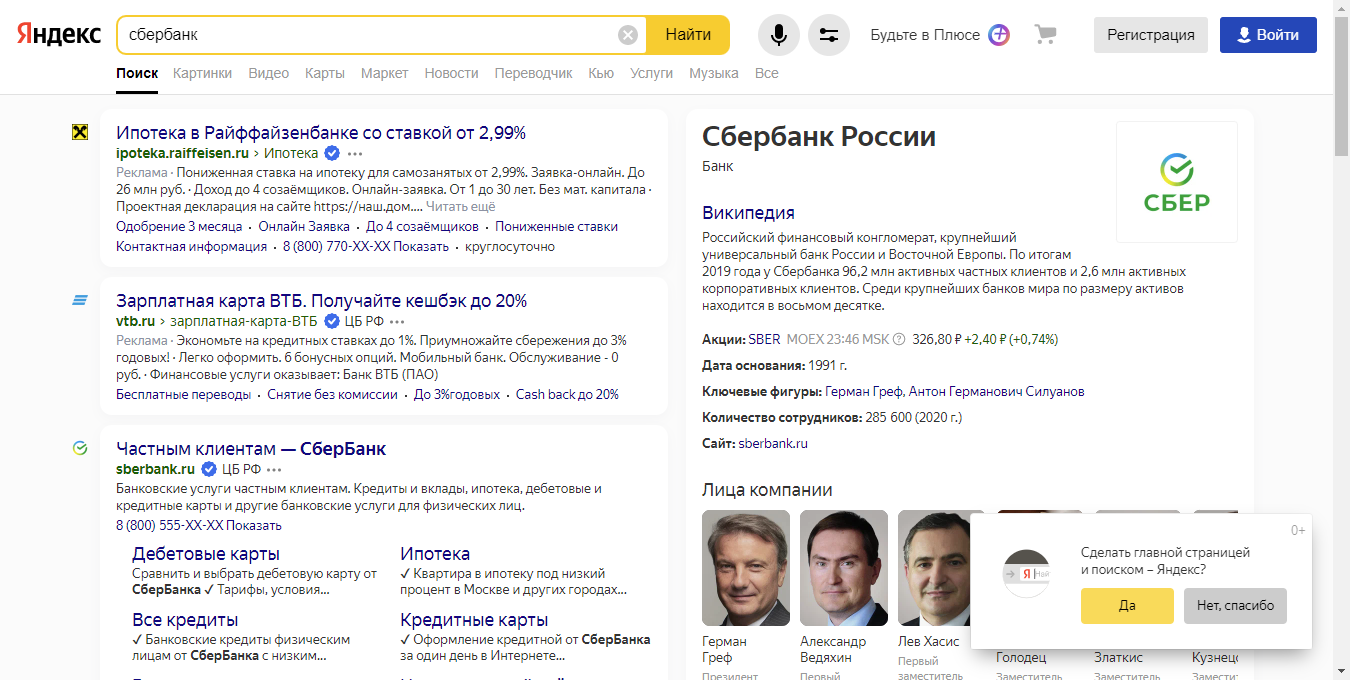 Яндекс
сбербанк
Найти
Будьте в Плюсе
Регистрация
Войти
Поиск Картинки Видео Карты Маркет Новости Переводчик Кью Услуги Музыка Все
Ипотека в Райффайзенбанке со ставкой от 2,99%
ipoteka.raiffeisen.ru › Ипотека
Реклама · Пониженная ставка на ипотеку для самозанятых от 2,99%. Заявка-онлайн. До
26 млн руб. · Доход до 4 созаёмщиков. Онлайн-заявка. От 1 до 30 лет. Без мат. капитала ·
Проектная декларация на сайте https://наш.дом.... Читать ещё
Одобрение 3 месяца · Онлайн Заявка · До 4 созаёмщиков · Пониженные ставки
Контактная информация · 8 (800) 770-XX-XX Показать · круглосуточно
Зарплатная карта ВТБ. Получайте кешбэк до 20%
vtb.ru › зарплатная-карта-ВТБ ЦБ РФ
Реклама · Экономьте на кредитных ставках до 1%. Приумножайте сбережения до 3%
годовых! · Легко оформить. 6 бонусных опций. Мобильный банк. Обслуживание - 0
руб. · Финансовые услуги оказывает: Банк ВТБ (ПАО)
Бесплатные переводы · Снятие без комиссии · До 3%годовых · Cash back до 20%
Частным клиентам — СберБанк
sberbank.ru ЦБ РФ
Банковские услуги частным клиентам. Кредиты и вклады, ипотека, дебетовые и
кредитные карты и другие банковские услуги для физических лиц.
8 (800) 555-XX-XX Показать
Дебетовые карты
Сравнить и выбрать дебетовую карту от
СберБанка ✓ Тарифы, условия...
Ипотека
✓ Квартира в ипотеку под низкий
процент в Москве и других городах...
Все кредиты
✓ Банковские кредиты физическим
лицам от СберБанка с низким...
Кредитные карты
✓ Оформление кредитной от СберБанка
за один день в Интернете...
Сбербанк России
Банк
СБЕР
Википедия
Российский финансовый конгломерат, крупнейший
универсальный банк России и Восточной Европы. По итогам
2019 года у Сбербанка 96,2 млн активных частных клиентов и 2,6 млн активных
корпоративных клиентов. Среди крупнейших банков мира по размеру активов
находится в восьмом десятке.
Акции: SBER MOEX 23:46 MSK 326,80 ₽ +2,40 ₽ (+0,74%)
Дата основания: 1991 г.
Ключевые фигуры: Герман Греф, Антон Германович Силуанов
Количество сотрудников: 285 600 (2020 г.)
Сайт: sberbank.ru
Лица компании
Герман
Греф
Президент
Александр
Ведяхин
Первый
Лев Хасис
Первый
заместитель
Голодец
Заместитель
Златкис
Заместитель
0+
Сделать главной страницей
и поиском – Яндекс?
Да
Нет, спасибо